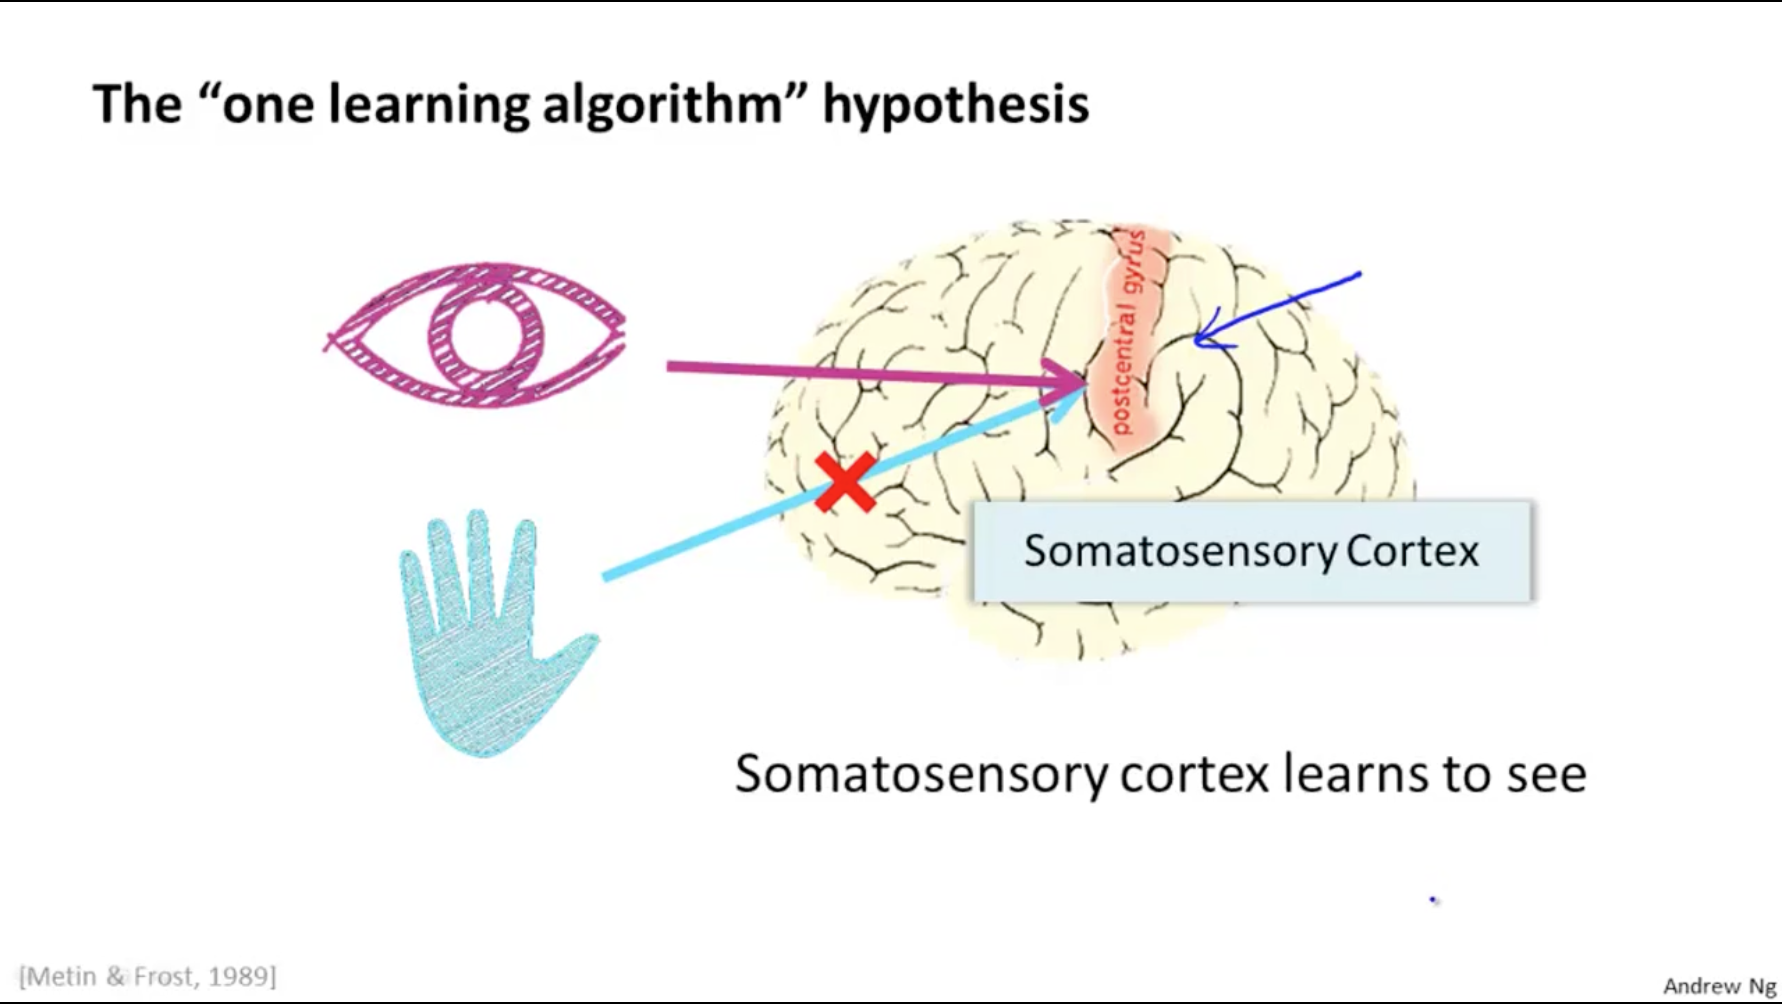 The “one learning algorithm” hypothesis
postcentral gyrus
Somatosensory Cortex
Somatosensory cortex learns to see
[Metin & Frost, 1989]
Andrew Ng